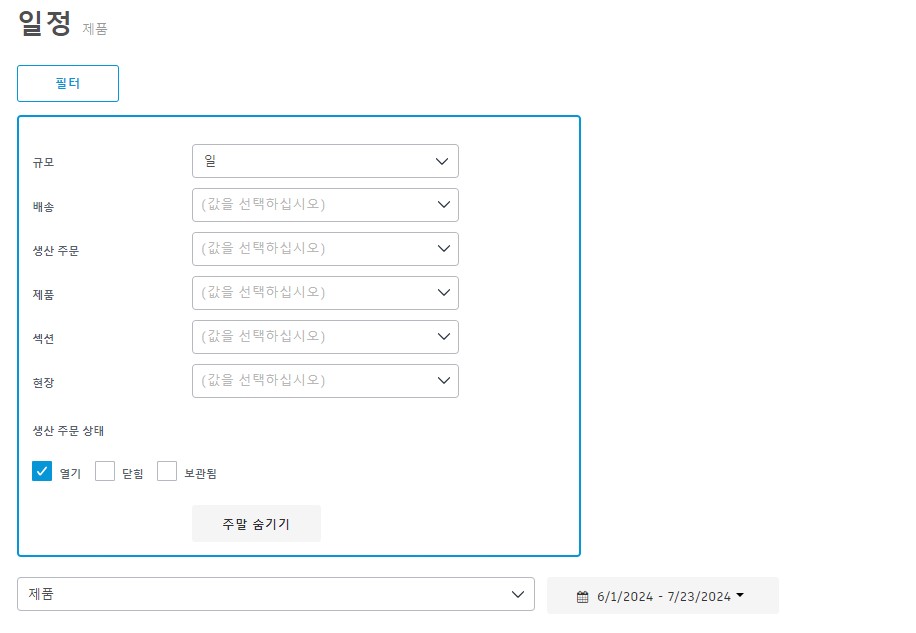 일정 제품
필터
규모 일
배송 (값을 선택하십시오)
생산 주문 (값을 선택하십시오)
제품 (값을 선택하십시오)
섹션 (값을 선택하십시오)
현장 (값을 선택하십시오)
생산 주문 상태
열기 닫힘 보관됨
주말 숨기기
제품 6/1/2024 - 7/23/2024